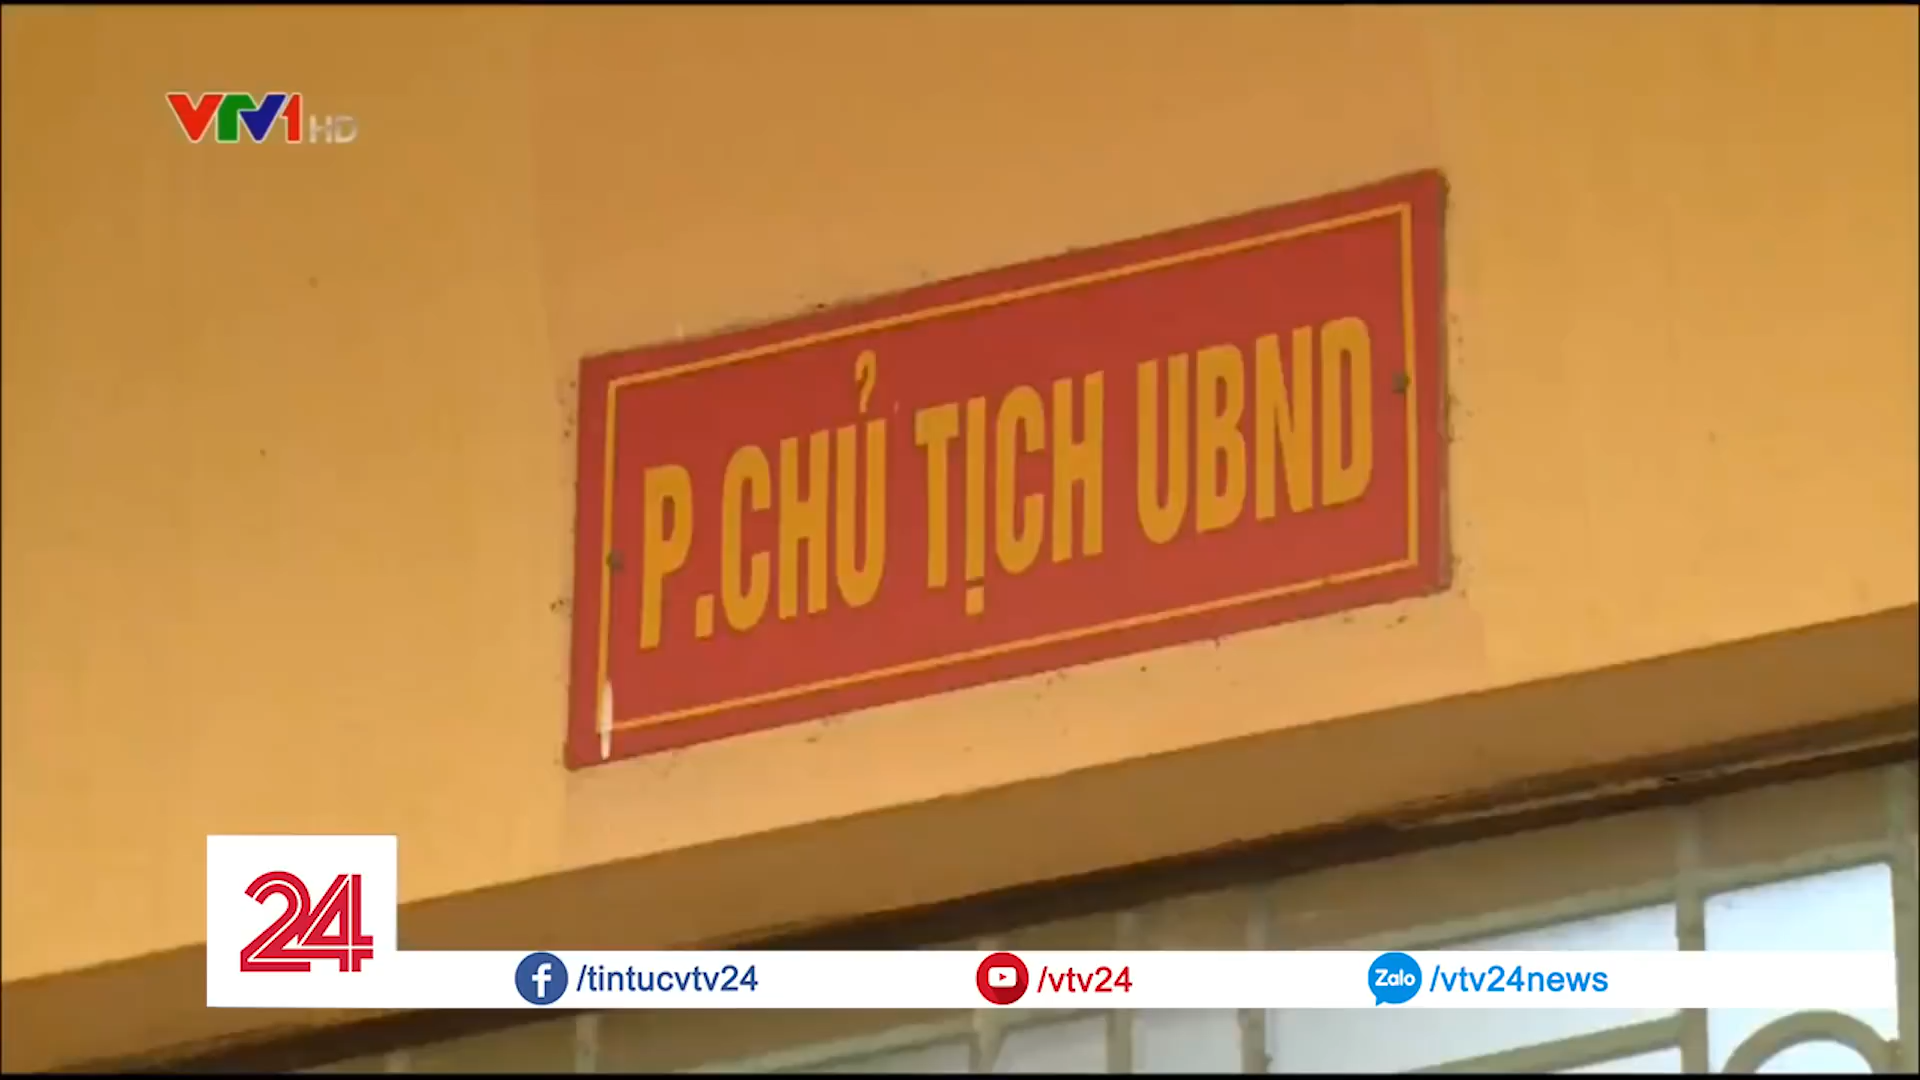 VTV1 HD
P.CHỦ TỊCH UBND
24
/tintucvtv24
/vtv24
Zalo
/vtv24news